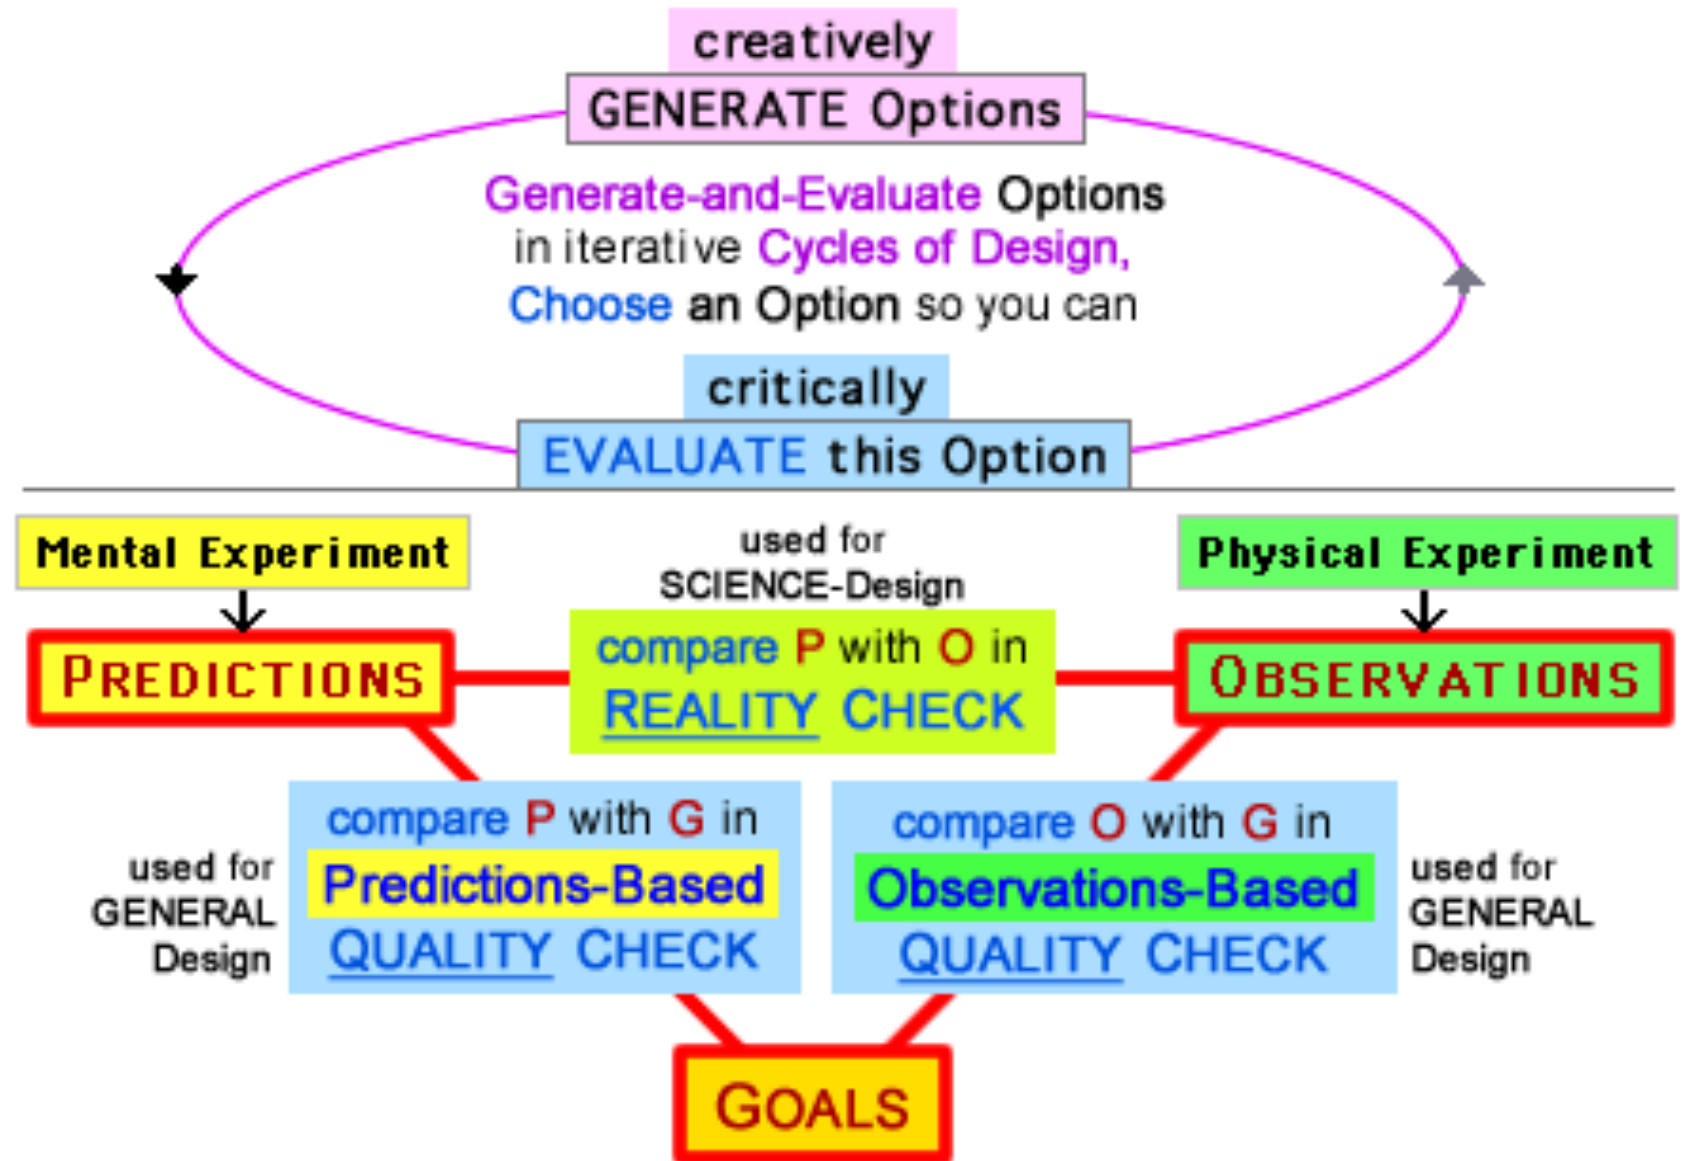 creatively
GENERATE Options
Generate-and-Evaluate Options
in iterative Cycles of Design,
Choose an Option so you can
critically
EVALUATE this Option
Mental Experiment
used for
SCIENCE-Design
Physical Experiment
PREDICTIONS
compare P with O in
REALITY CHECK
OBSERVATIONS
used for
GENERAL
Design
compare P with G in
Predictions-Based
QUALITY CHECK
compare O with G in
Observations-Based
QUALITY CHECK
used for
GENERAL
Design
GOALS